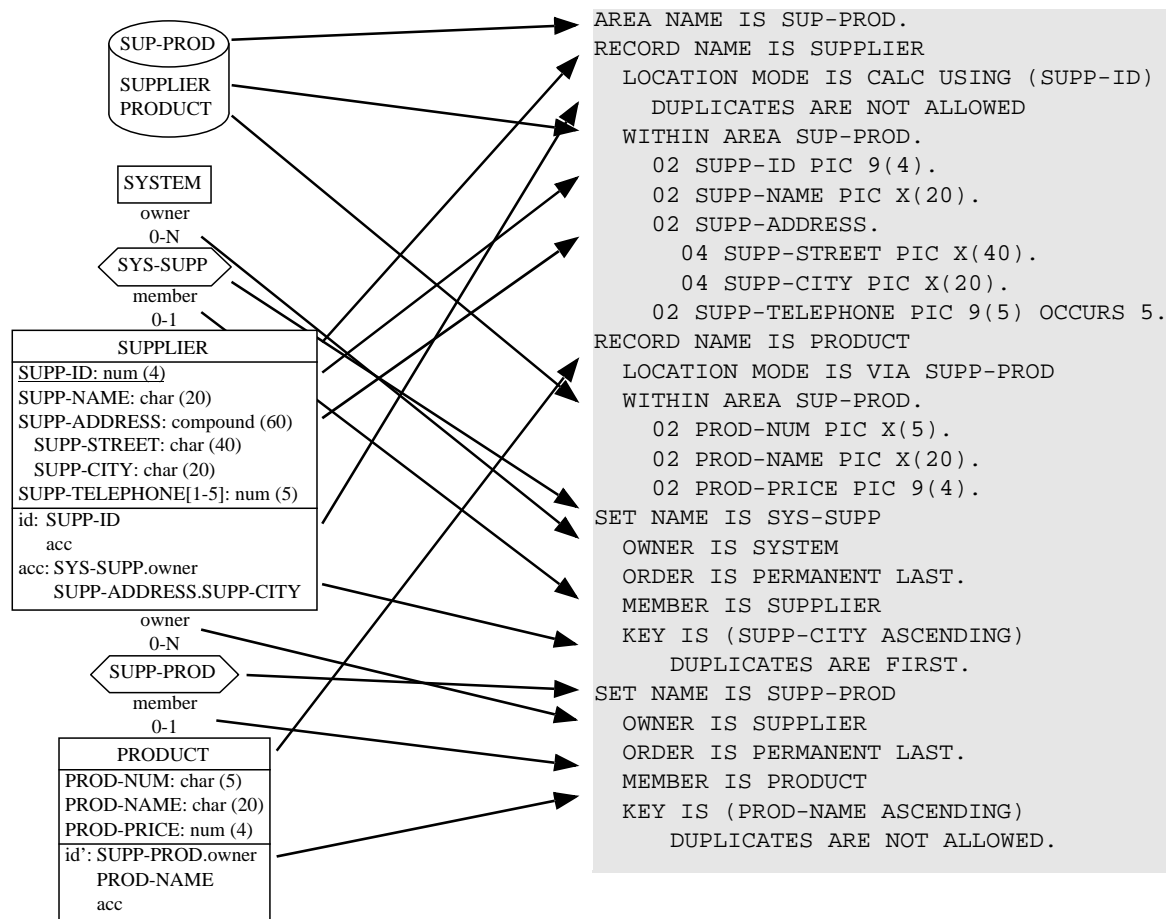 SUP-PROD
SUPPLIER
PRODUCT
SYSTEM
owner
0-N
SYS-SUPP
member
0-1
SUPPLIER
SUPP-ID: num (4)
SUPP-NAME: char (20)
SUPP-ADDRESS: compound (60)
SUPP-STREET: char (40)
SUPP-CITY: char (20)
SUPP-TELEPHONE[1-5]: num (5)
id: SUPP-ID
acc
acc: SYS-SUPP.owner
SUPP-ADDRESS.SUPP-CITY
owner
0-N
SUPP-PROD
member
0-1
PRODUCT
PROD-NUM: char (5)
PROD-NAME: char (20)
PROD-PRICE: num (4)
id’: SUPP-PROD.owner
PROD-NAME
acc
AREA NAME IS SUP-PROD.
RECORD NAME IS SUPPLIER
LOCATION MODE IS CALC USING (SUPP-ID)
DUPLICATES ARE NOT ALLOWED
WITHIN AREA SUP-PROD.
02 SUPP-ID PIC 9(4).
02 SUPP-NAME PIC X(20).
02 SUPP-ADDRESS.
04 SUPP-STREET PIC X(40).
04 SUPP-CITY PIC X(20).
02 SUPP-TELEPHONE PIC 9(5) OCCURS 5.
RECORD NAME IS PRODUCT
LOCATION MODE IS VIA SUPP-PROD
WITHIN AREA SUP-PROD.
02 PROD-NUM PIC X(5).
02 PROD-NAME PIC X(20).
02 PROD-PRICE PIC 9(4).
SET NAME IS SYS-SUPP
OWNER IS SYSTEM
ORDER IS PERMANENT LAST.
MEMBER IS SUPPLIER
KEY IS (SUPP-CITY ASCENDING)
DUPLICATES ARE FIRST.
SET NAME IS SUPP-PROD
OWNER IS SUPPLIER
ORDER IS PERMANENT LAST.
MEMBER IS PRODUCT
KEY IS (PROD-NAME ASCENDING)
DUPLICATES ARE NOT ALLOWED.